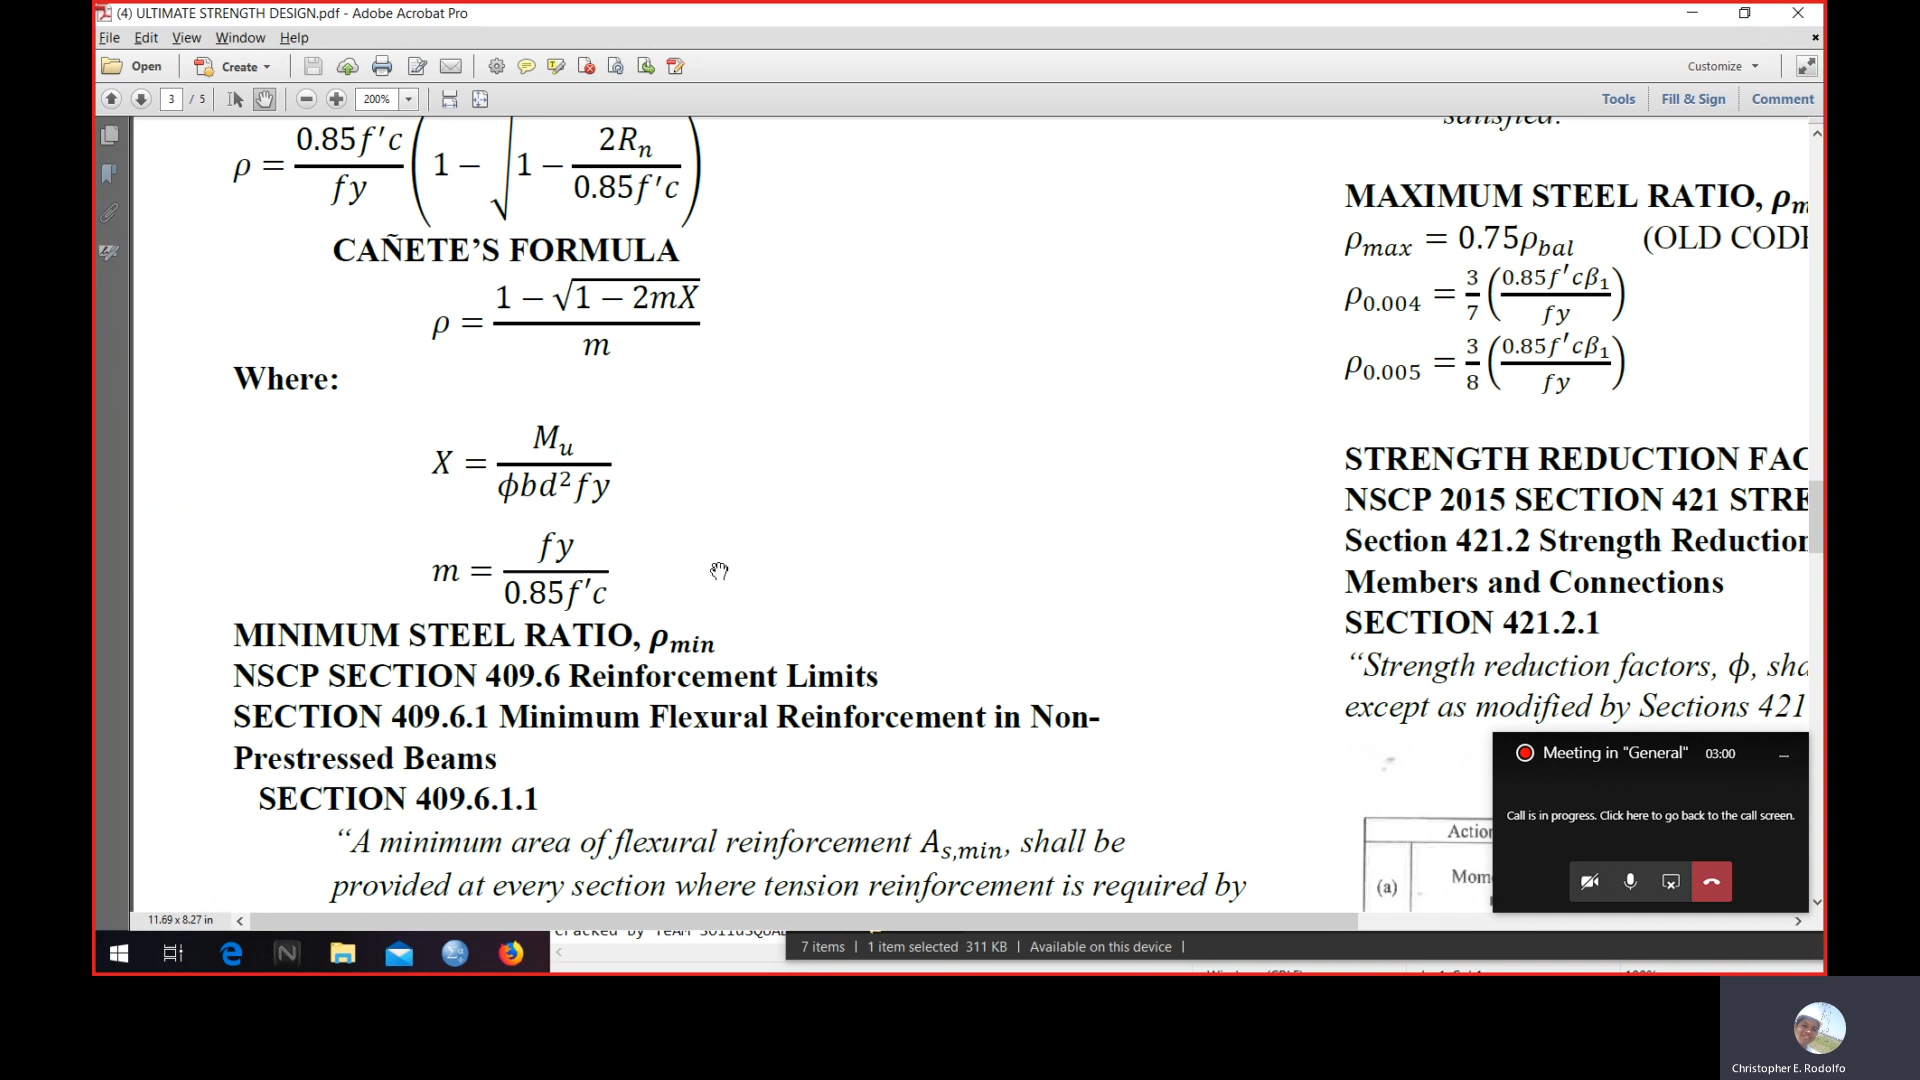 (4) ULTIMATE STRENGTH DESIGN.pdf - Adobe Acrobat Pro
File Edit View Window Help
Open Create Customize
3 / 5 200% Tools Fill & Sign Comment
ρ = 0.85f'c / fy ( 1 − √(1 − 2Rn / 0.85f'c) )
CAÑETE'S FORMULA
ρ = (1 − √(1 − 2mX)) / m
Where:
X = Mu / ϕbd²fy
m = fy / 0.85f'c
MINIMUM STEEL RATIO, ρmin
NSCP SECTION 409.6 Reinforcement Limits
SECTION 409.6.1 Minimum Flexural Reinforcement in Non-
Prestressed Beams
SECTION 409.6.1.1
“A minimum area of flexural reinforcement As,min, shall be
provided at every section where tension reinforcement is required by
satisfied.
MAXIMUM STEEL RATIO, ρm
ρmax = 0.75ρbal (OLD CODE
ρ0.004 = 3/7 (0.85f'cβ1 / fy)
ρ0.005 = 3/8 (0.85f'cβ1 / fy)
STRENGTH REDUCTION FAC
NSCP 2015 SECTION 421 STRE
Section 421.2 Strength Reduction
Members and Connections
SECTION 421.2.1
“Strength reduction factors, ϕ, sha
except as modified by Sections 421
Action
(a) Mom
Meeting in "General" 03:00
Call is in progress. Click here to go back to the call screen.
11.69 x 8.27 in
7 items | 1 item selected 311 KB | Available on this device |
Christopher E. Rodolfo